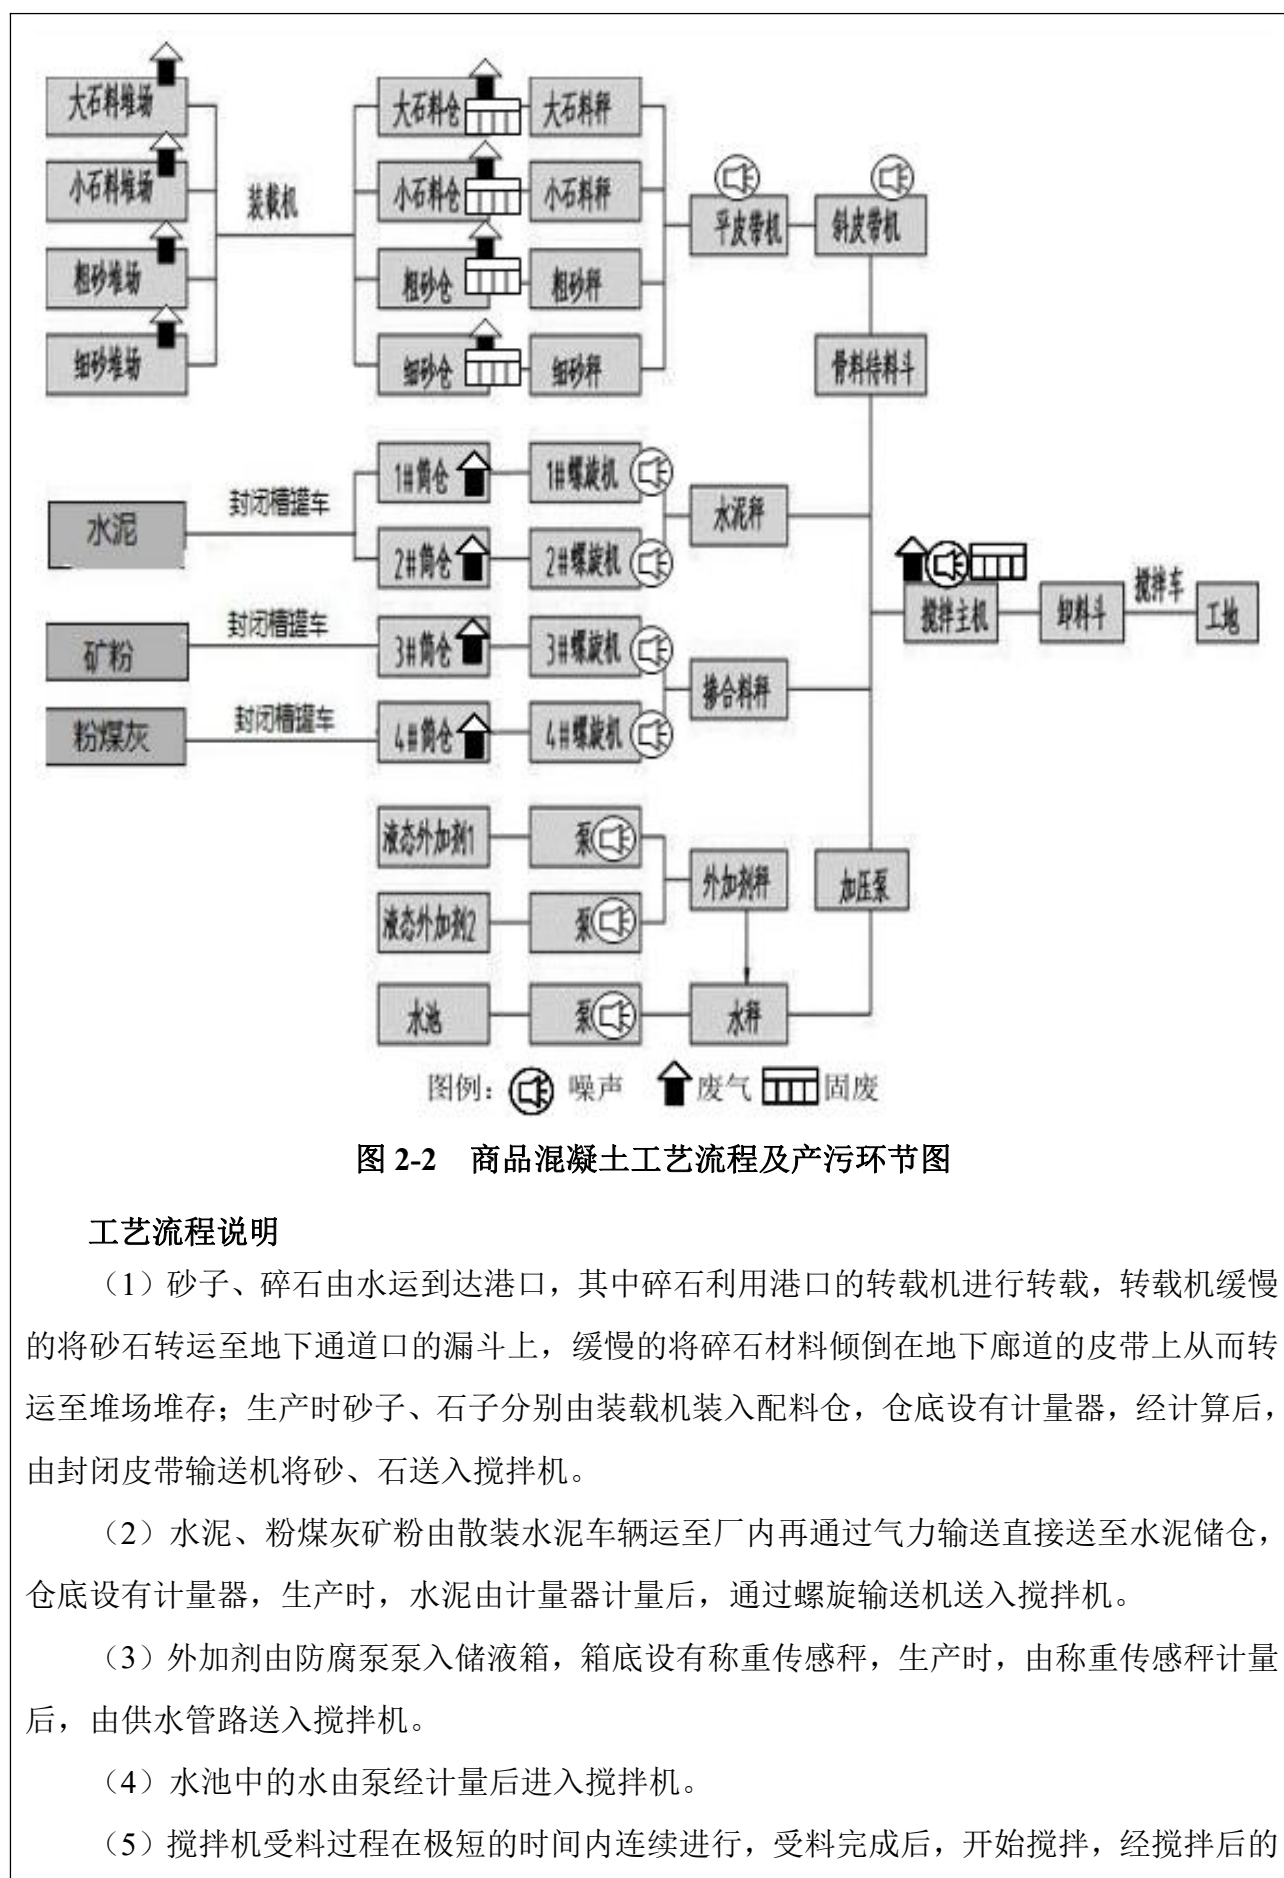 大石料堆场
大石料仓
大石料秤
小石料堆场
装载机
小石料仓
小石料秤
平皮带机
斜皮带机
粗砂堆场
粗砂仓
粗砂秤
细砂堆场
细砂仓
细砂秤
骨料待料斗
水泥
封闭槽罐车
1#筒仓
1#螺旋机
水泥秤
2#筒仓
2#螺旋机
矿粉
封闭槽罐车
3#筒仓
3#螺旋机
掺合料秤
搅拌主机
卸料斗
搅拌车
工地
粉煤灰
封闭槽罐车
4#筒仓
4#螺旋机
液态外加剂1
泵
外加剂秤
加压泵
液态外加剂2
泵
水池
泵
水秤
图例： 噪声 废气 固废
图 2-2 商品混凝土工艺流程及产污环节图
工艺流程说明
（1）砂子、碎石由水运到达港口，其中碎石利用港口的转载机进行转载，转载机缓慢
的将砂石转运至地下通道口的漏斗上，缓慢的将碎石材料倾倒在地下廊道的皮带上从而转
运至堆场堆存；生产时砂子、石子分别由装载机装入配料仓，仓底设有计量器，经计算后，
由封闭皮带输送机将砂、石送入搅拌机。
（2）水泥、粉煤灰矿粉由散装水泥车辆运至厂内再通过气力输送直接送至水泥储仓，
仓底设有计量器，生产时，水泥由计量器计量后，通过螺旋输送机送入搅拌机。
（3）外加剂由防腐泵泵入储液箱，箱底设有称重传感秤，生产时，由称重传感秤计量
后，由供水管路送入搅拌机。
（4）水池中的水由泵经计量后进入搅拌机。
（5）搅拌机受料过程在极短的时间内连续进行，受料完成后，开始搅拌，经搅拌后的